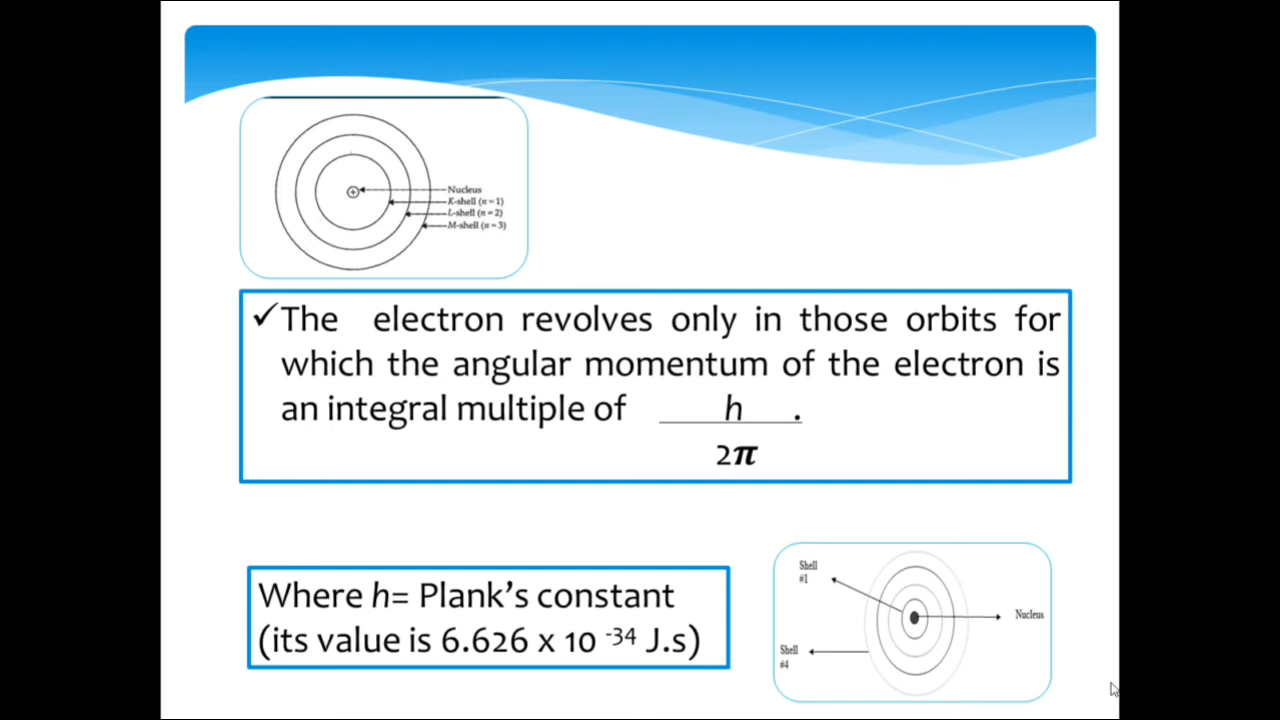 Nucleus
K-shell (n = 1)
L-shell (n = 2)
M-shell (n = 3)
✓The electron revolves only in those orbits for
which the angular momentum of the electron is
an integral multiple of h .
2π
Where h= Plank’s constant
(its value is 6.626 x 10 -34 J.s)
Shell
#1
Nucleus
Shell
#4